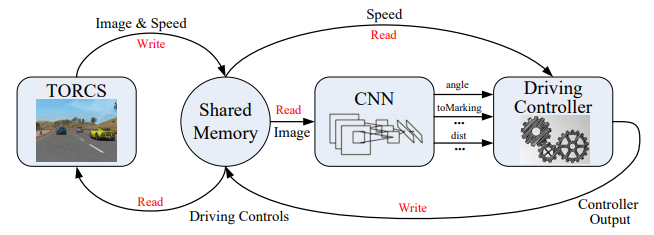 Image & Speed
Write
Speed
Read
TORCS
Shared
Memory
Read
Image
CNN
angle
toMarking
...
dist
...
Driving
Controller
Read
Driving Controls
Write
Controller
Output